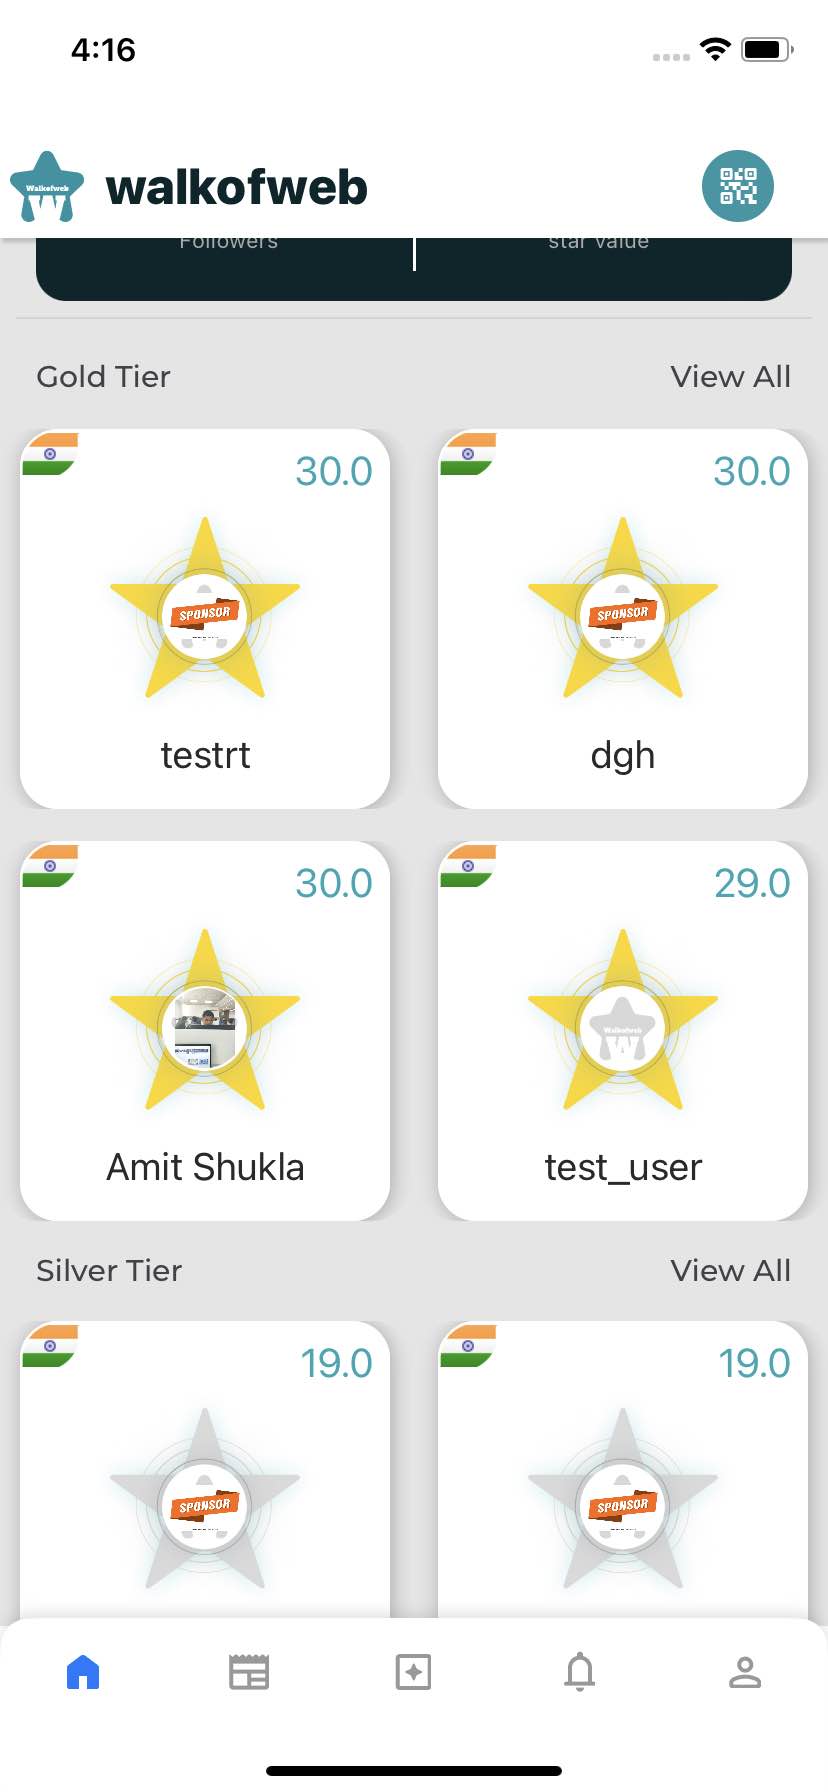 4:16
Walkofweb
walkofweb
Followers
star value
Gold Tier
View All
30.0
30.0
SPONSOR
SPONSOR
testrt
dgh
30.0
29.0
Walkofweb
Amit Shukla
test_user
Silver Tier
View All
19.0
19.0
SPONSOR
SPONSOR